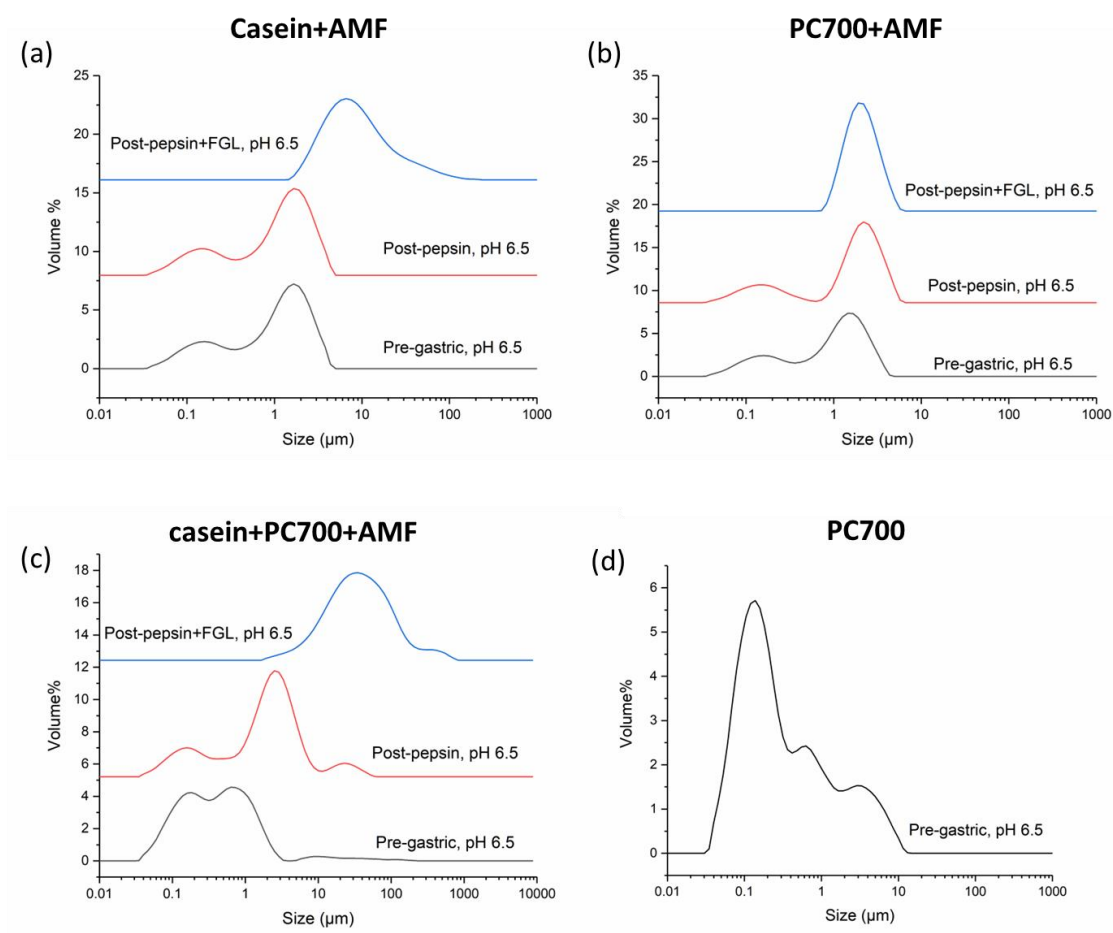 Casein+AMF
(a)
25
20
15
10
5
0
Volume %
Post-pepsin+FGL, pH 6.5
Post-pepsin, pH 6.5
Pre-gastric, pH 6.5
0.01 0.1 1 10 100 1000
Size (µm)
PC700+AMF
(b)
35
30
25
20
15
10
5
0
Volume %
Post-pepsin+FGL, pH 6.5
Post-pepsin, pH 6.5
Pre-gastric, pH 6.5
0.01 0.1 1 10 100 1000
Size (µm)
casein+PC700+AMF
(c)
18
16
14
12
10
8
6
4
2
0
Volume%
Post-pepsin+FGL, pH 6.5
Post-pepsin, pH 6.5
Pre-gastric, pH 6.5
0.01 0.1 1 10 100 1000 10000
Size (µm)
PC700
(d)
6
5
4
3
2
1
0
Volume%
Pre-gastric, pH 6.5
0.01 0.1 1 10 100 1000
Size (µm)